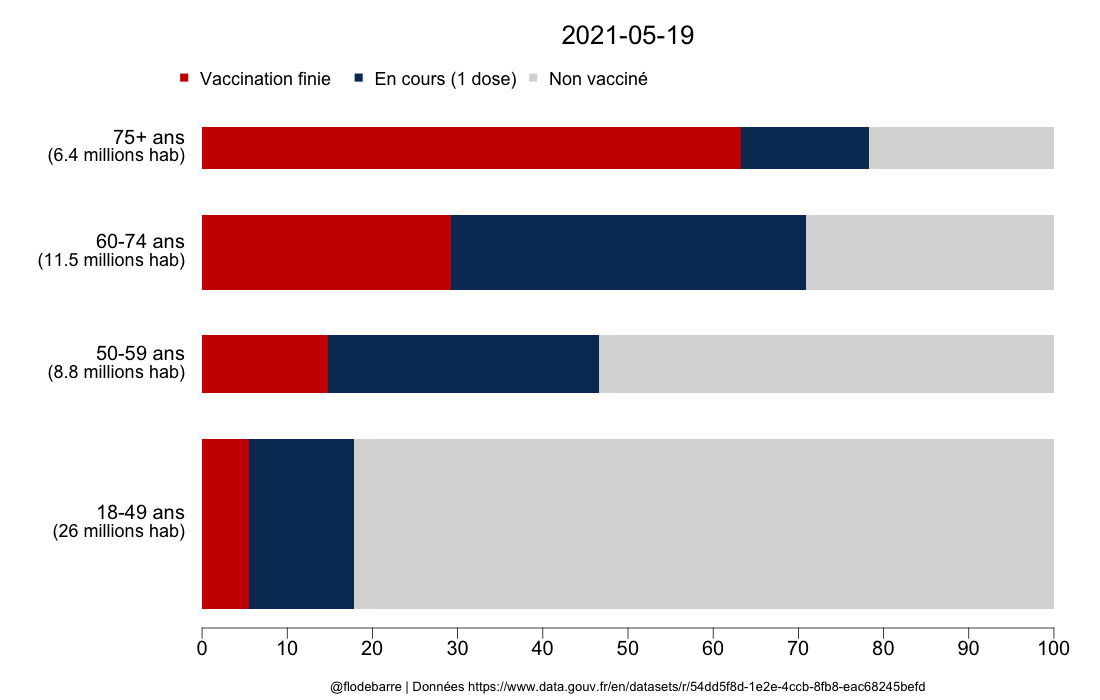 2021-05-19
Vaccination finie En cours (1 dose) Non vacciné
75+ ans
(6.4 millions hab)
60-74 ans
(11.5 millions hab)
50-59 ans
(8.8 millions hab)
18-49 ans
(26 millions hab)
0 10 20 30 40 50 60 70 80 90 100
@flodebarre | Données https://www.data.gouv.fr/en/datasets/r/54dd5f8d-1e2e-4ccb-8fb8-eac68245befd